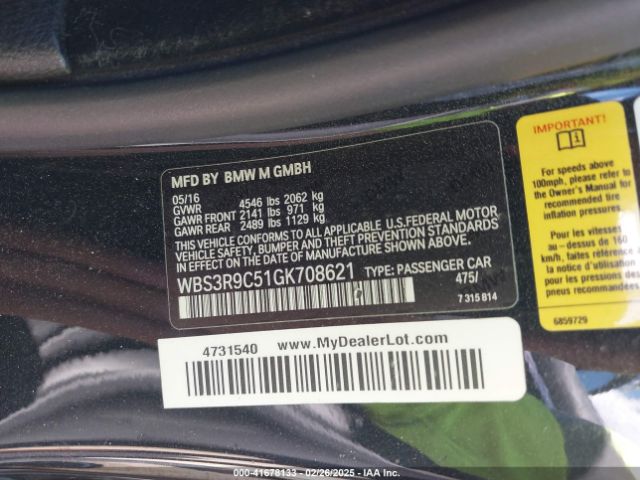 MFD BY BMW M GMBH
05/16
GVWR 4546 lbs 2062 kg
GAWR FRONT 2141 lbs 971 kg
GAWR REAR 2489 lbs 1129 kg
THIS VEHICLE CONFORMS TO ALL APPLICABLE U.S.FEDERAL MOTOR
VEHICLE SAFETY, BUMPER AND THEFT PREVENTION STANDARDS
IN EFFECT ON THE DATE OF MANUFACTURE SHOWN ABOVE.
WBS3R9C51GK708621 TYPE: PASSENGER CAR
475/
7 315 814
IMPORTANT!
For speeds above
100mph, please
refer to the
Owner's Manual for
recommended tire
inflation pressures.
Pour les vitesses
au-dessus de 160
km/h, faites référence
à la notice
d'utilisation pour les
pressions de pneu
recommandées
6859729
4731540 www.MyDealerLot.com
000-41678133 - 02/26/2025 - IAA Inc.